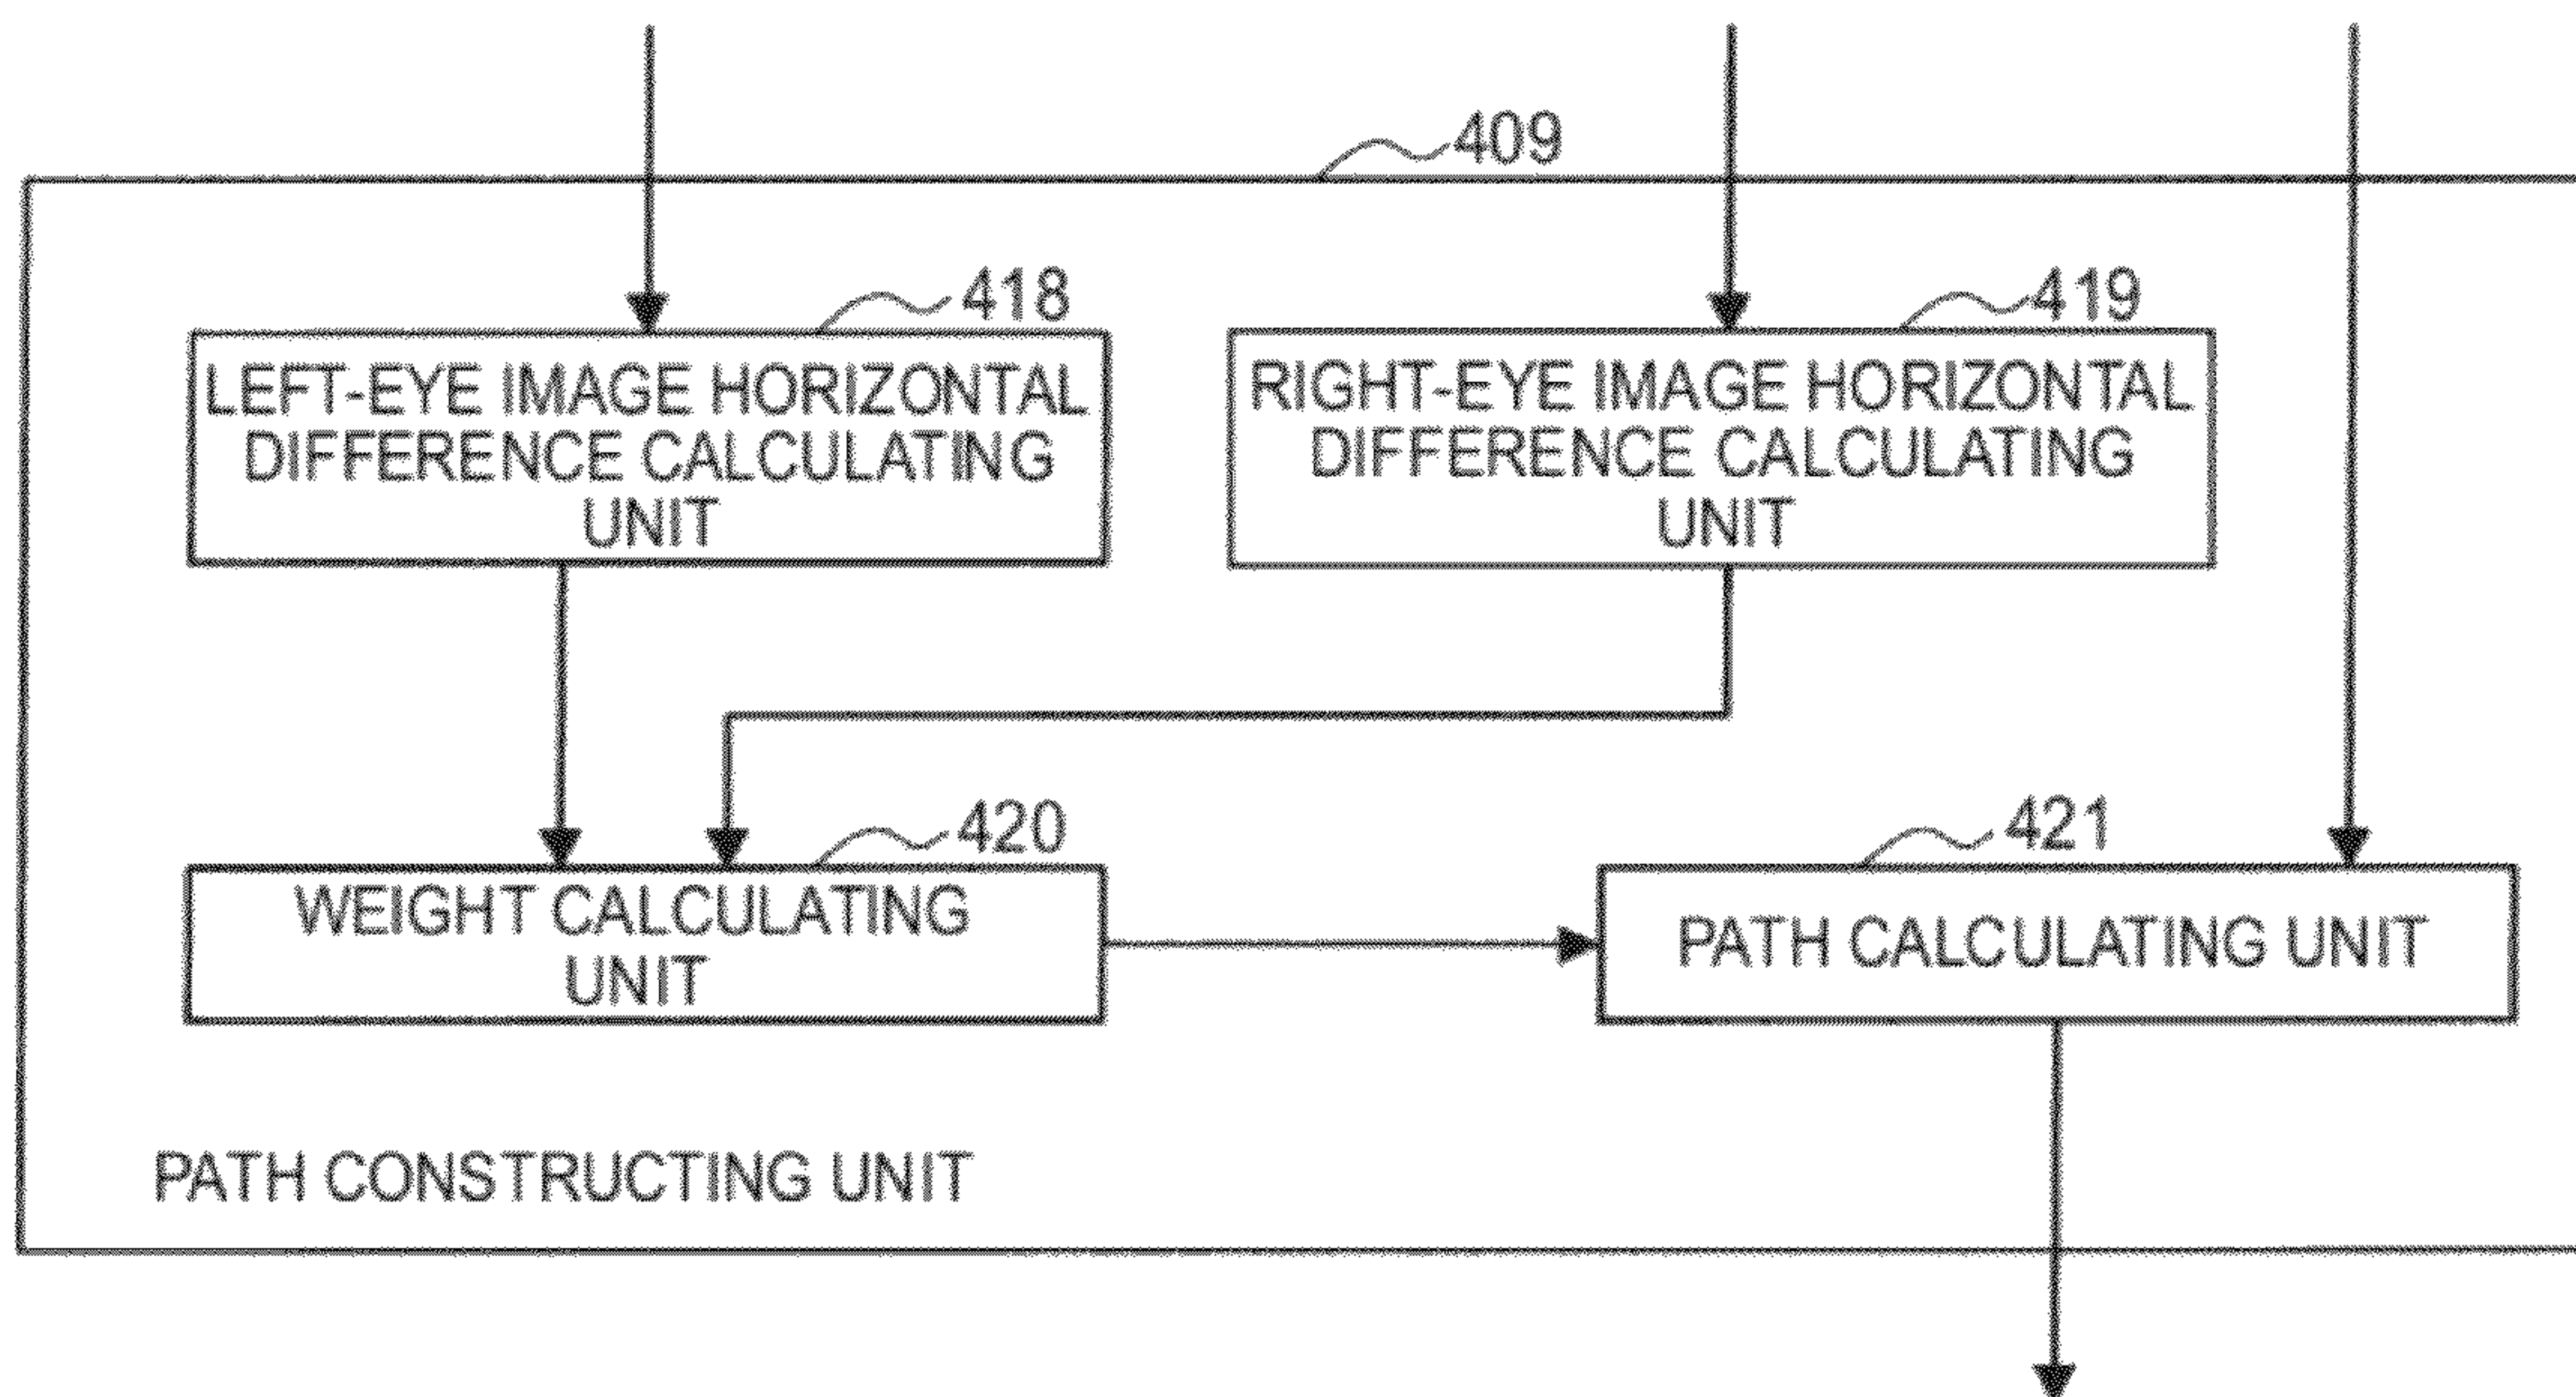 409
418
LEFT-EYE IMAGE HORIZONTAL
DIFFERENCE CALCULATING
UNIT
419
RIGHT-EYE IMAGE HORIZONTAL
DIFFERENCE CALCULATING
UNIT
420
WEIGHT CALCULATING
UNIT
421
PATH CALCULATING UNIT
PATH CONSTRUCTING UNIT